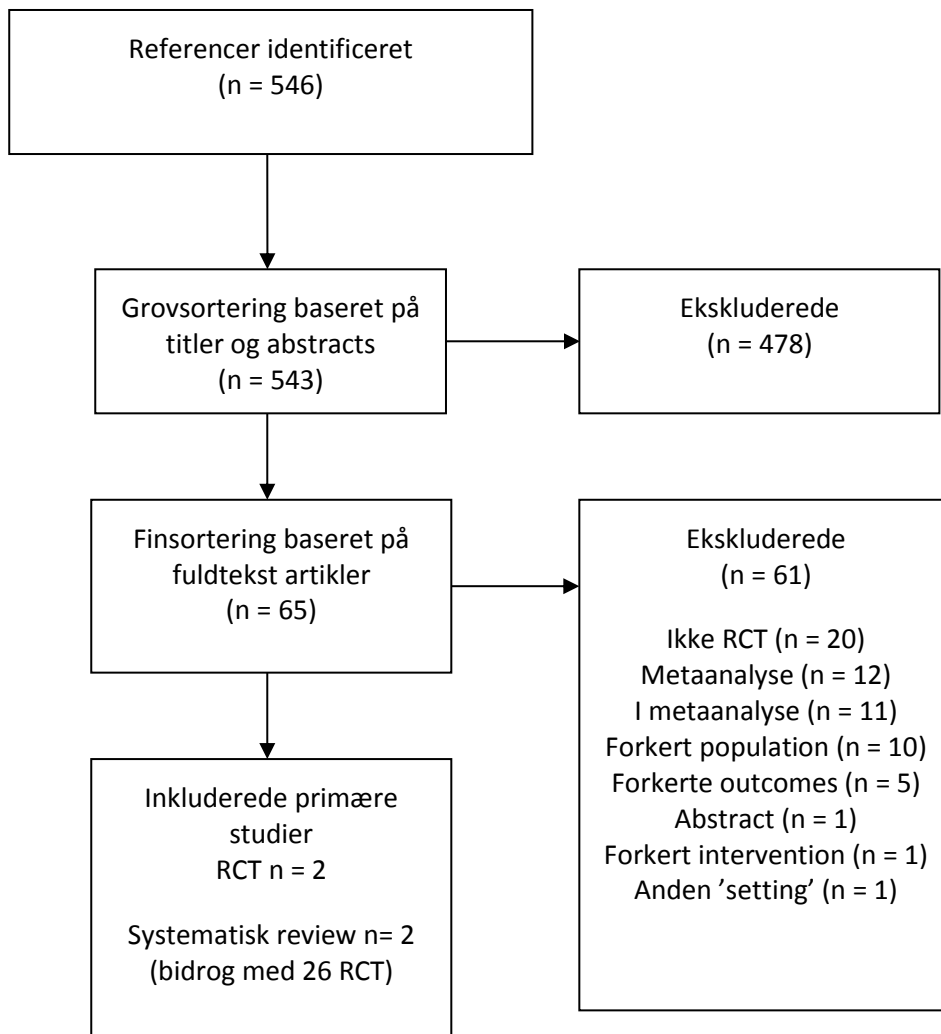 Referencer identificeret
(n = 546)
Grovsortering baseret på
titler og abstracts
(n = 543)
Ekskluderede
(n = 478)
Finsortering baseret på
fuldtekst artikler
(n = 65)
Ekskluderede
(n = 61)
Ikke RCT (n = 20)
Metaanalyse (n = 12)
I metaanalyse (n = 11)
Forkert population (n = 10)
Forkerte outcomes (n = 5)
Abstract (n = 1)
Forkert intervention (n = 1)
Anden ’setting’ (n = 1)
Inkluderede primære
studier
RCT n = 2
Systematisk review n= 2
(bidrog med 26 RCT)